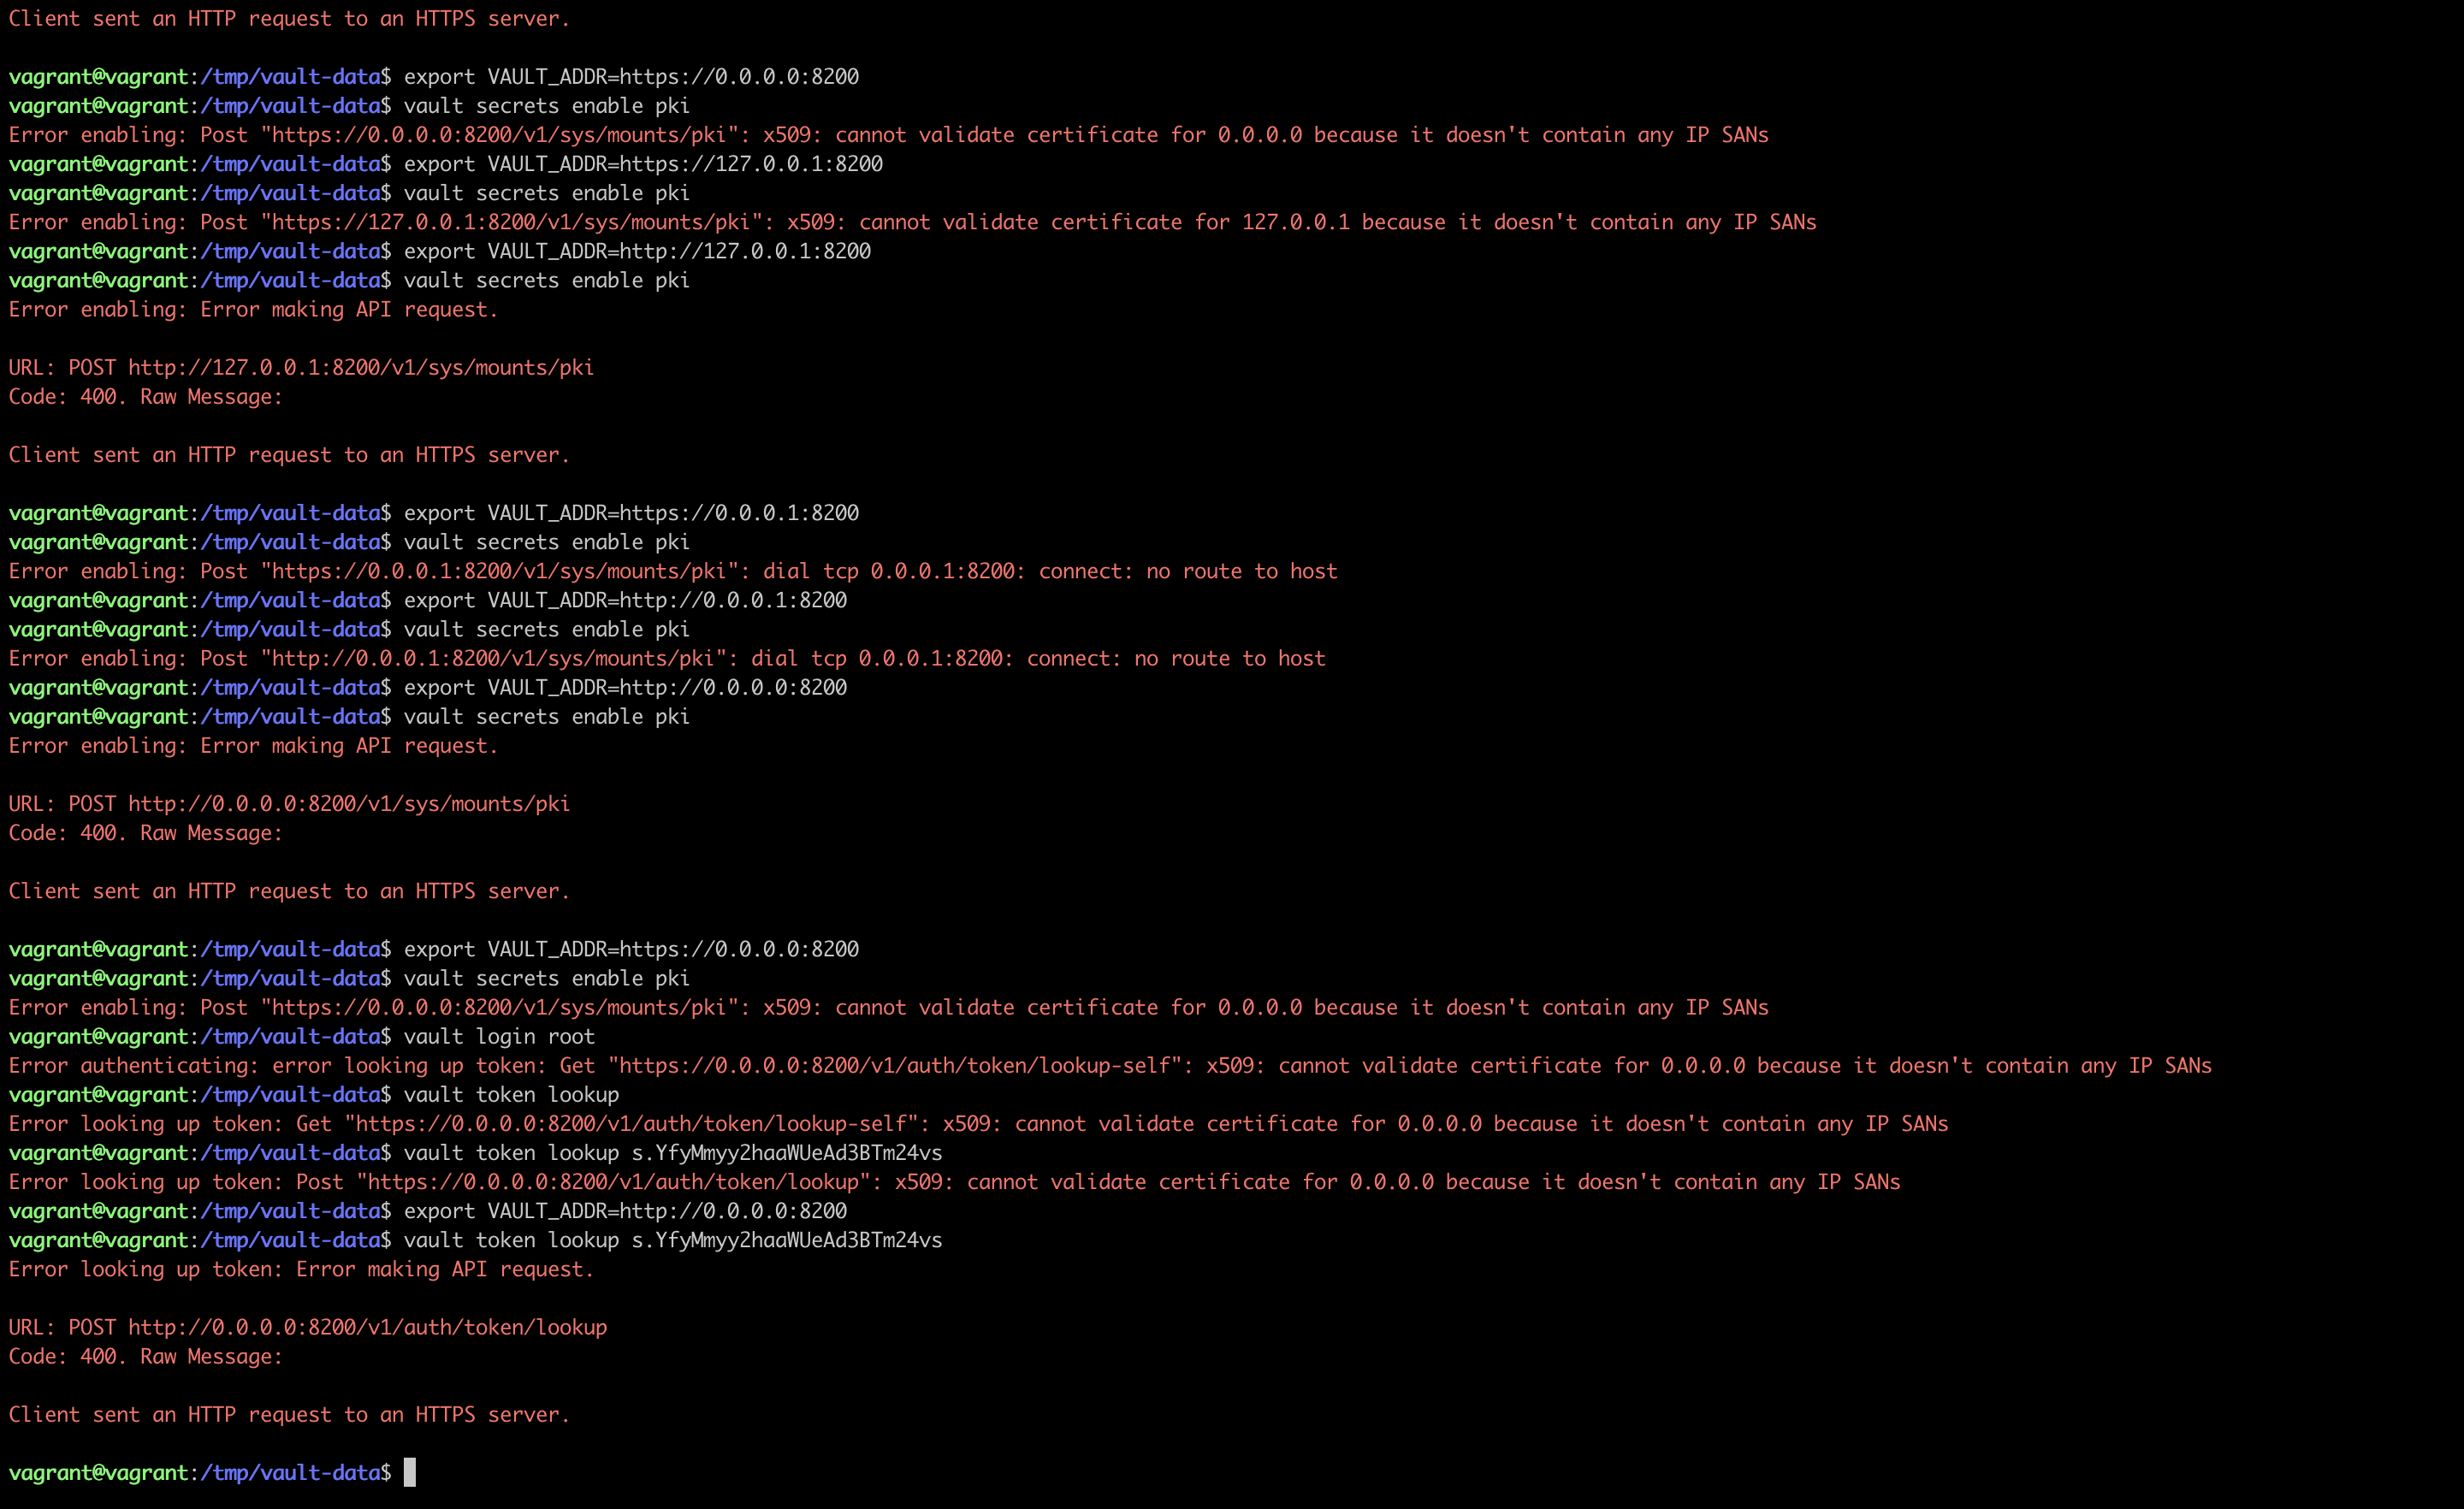 Client sent an HTTP request to an HTTPS server.
vagrant@vagrant:/tmp/vault-data$ export VAULT_ADDR=https://0.0.0.0:8200
vagrant@vagrant:/tmp/vault-data$ vault secrets enable pki
Error enabling: Post "https://0.0.0.0:8200/v1/sys/mounts/pki": x509: cannot validate certificate for 0.0.0.0 because it doesn't contain any IP SANs
vagrant@vagrant:/tmp/vault-data$ export VAULT_ADDR=https://127.0.0.1:8200
vagrant@vagrant:/tmp/vault-data$ vault secrets enable pki
Error enabling: Post "https://127.0.0.1:8200/v1/sys/mounts/pki": x509: cannot validate certificate for 127.0.0.1 because it doesn't contain any IP SANs
vagrant@vagrant:/tmp/vault-data$ export VAULT_ADDR=http://127.0.0.1:8200
vagrant@vagrant:/tmp/vault-data$ vault secrets enable pki
Error enabling: Error making API request.
URL: POST http://127.0.0.1:8200/v1/sys/mounts/pki
Code: 400. Raw Message:
Client sent an HTTP request to an HTTPS server.
vagrant@vagrant:/tmp/vault-data$ export VAULT_ADDR=https://0.0.0.1:8200
vagrant@vagrant:/tmp/vault-data$ vault secrets enable pki
Error enabling: Post "https://0.0.0.1:8200/v1/sys/mounts/pki": dial tcp 0.0.0.1:8200: connect: no route to host
vagrant@vagrant:/tmp/vault-data$ export VAULT_ADDR=http://0.0.0.1:8200
vagrant@vagrant:/tmp/vault-data$ vault secrets enable pki
Error enabling: Post "http://0.0.0.1:8200/v1/sys/mounts/pki": dial tcp 0.0.0.1:8200: connect: no route to host
vagrant@vagrant:/tmp/vault-data$ export VAULT_ADDR=http://0.0.0.0:8200
vagrant@vagrant:/tmp/vault-data$ vault secrets enable pki
Error enabling: Error making API request.
URL: POST http://0.0.0.0:8200/v1/sys/mounts/pki
Code: 400. Raw Message:
Client sent an HTTP request to an HTTPS server.
vagrant@vagrant:/tmp/vault-data$ export VAULT_ADDR=https://0.0.0.0:8200
vagrant@vagrant:/tmp/vault-data$ vault secrets enable pki
Error enabling: Post "https://0.0.0.0:8200/v1/sys/mounts/pki": x509: cannot validate certificate for 0.0.0.0 because it doesn't contain any IP SANs
vagrant@vagrant:/tmp/vault-data$ vault login root
Error authenticating: error looking up token: Get "https://0.0.0.0:8200/v1/auth/token/lookup-self": x509: cannot validate certificate for 0.0.0.0 because it doesn't contain any IP SANs
vagrant@vagrant:/tmp/vault-data$ vault token lookup
Error looking up token: Get "https://0.0.0.0:8200/v1/auth/token/lookup-self": x509: cannot validate certificate for 0.0.0.0 because it doesn't contain any IP SANs
vagrant@vagrant:/tmp/vault-data$ vault token lookup s.YfyMmyy2haaWUeAd3BTm24vs
Error looking up token: Post "https://0.0.0.0:8200/v1/auth/token/lookup": x509: cannot validate certificate for 0.0.0.0 because it doesn't contain any IP SANs
vagrant@vagrant:/tmp/vault-data$ export VAULT_ADDR=http://0.0.0.0:8200
vagrant@vagrant:/tmp/vault-data$ vault token lookup s.YfyMmyy2haaWUeAd3BTm24vs
Error looking up token: Error making API request.
URL: POST http://0.0.0.0:8200/v1/auth/token/lookup
Code: 400. Raw Message:
Client sent an HTTP request to an HTTPS server.
vagrant@vagrant:/tmp/vault-data$